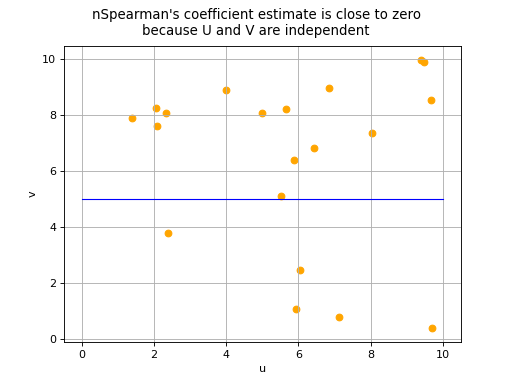 nSpearman's coefficient estimate is close to zero
because U and V are independent
10
8
6
4
2
0
v
0 2 4 6 8 10
u